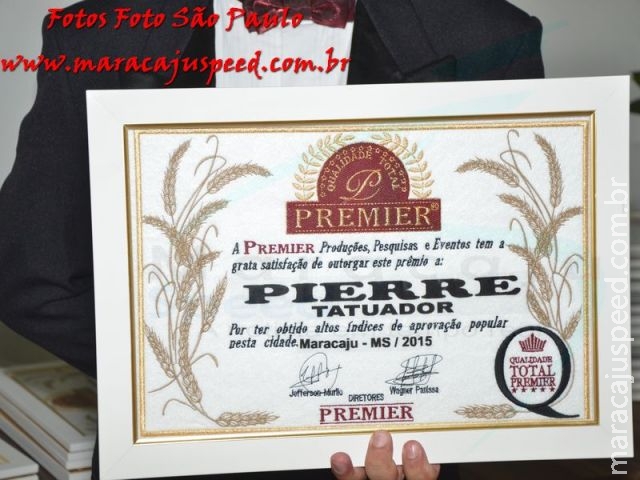 Fotos Foto São Paulo
www.maracajuspeed.com.br
QUALIDADE TOTAL
P
PREMIER
A PREMIER Produções, Pesquisas e Eventos tem a
grata satisfação de outorgar este prêmio a:
PIERRE
TATUADOR
Por ter obtido altos índices de aprovação popular
nesta cidade. Maracaju - MS / 2015
Jefferson Murilo
Wagner Parissa
DIRETORES
PREMIER
QUALIDADE
TOTAL
PREMIER
maracajuspeed.com.br